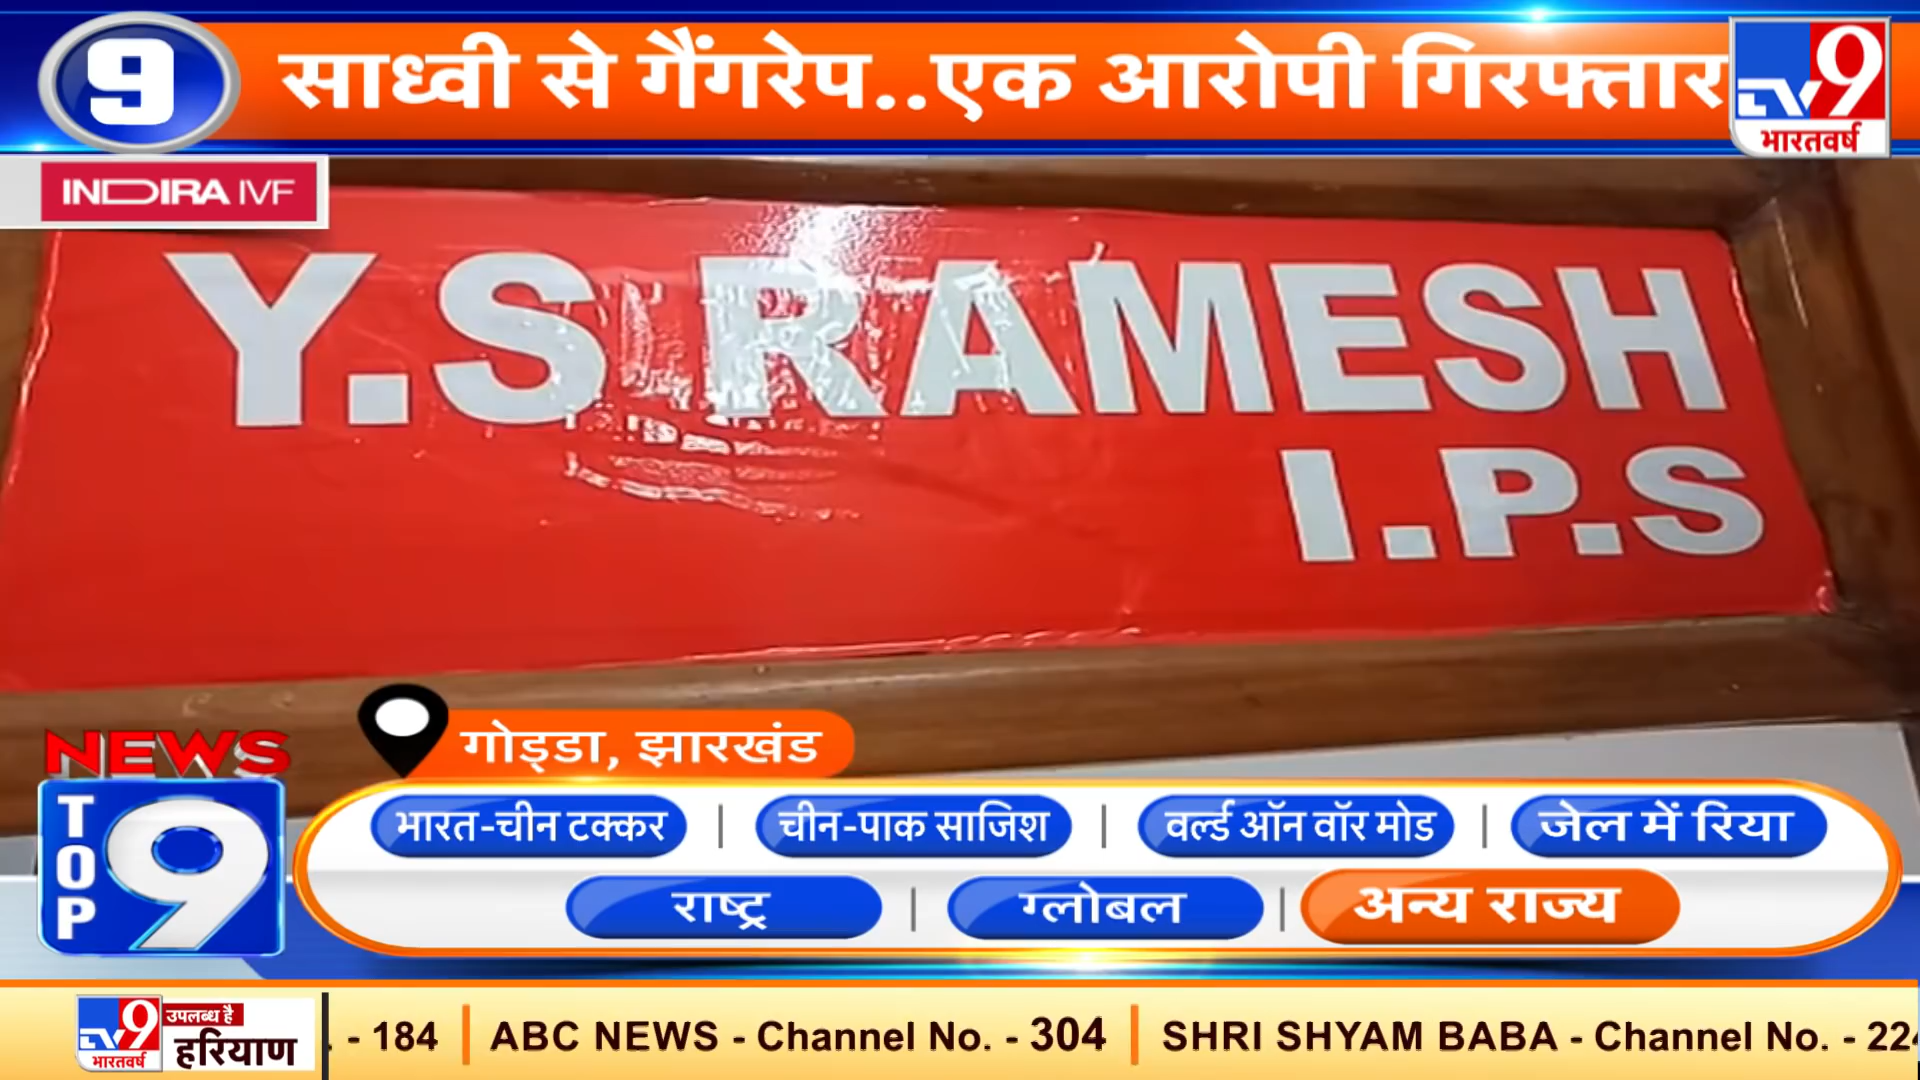 9
साध्वी से गैंगरेप..एक आरोपी गिरफ्तार
TV9
भारतवर्ष
INDIRA IVF
Y.S RAMESH
I.P.S
गोड्डा, झारखंड
NEWS
TOP
9
भारत-चीन टक्कर | चीन-पाक साजिश | वर्ल्ड ऑन वॉर मोड | जेल में रिया
राष्ट्र | ग्लोबल | अन्य राज्य
TV9
भारतवर्ष
उपलब्ध है
हरियाणा
- 184 | ABC NEWS - Channel No. - 304 | SHRI SHYAM BABA - Channel No. - 224